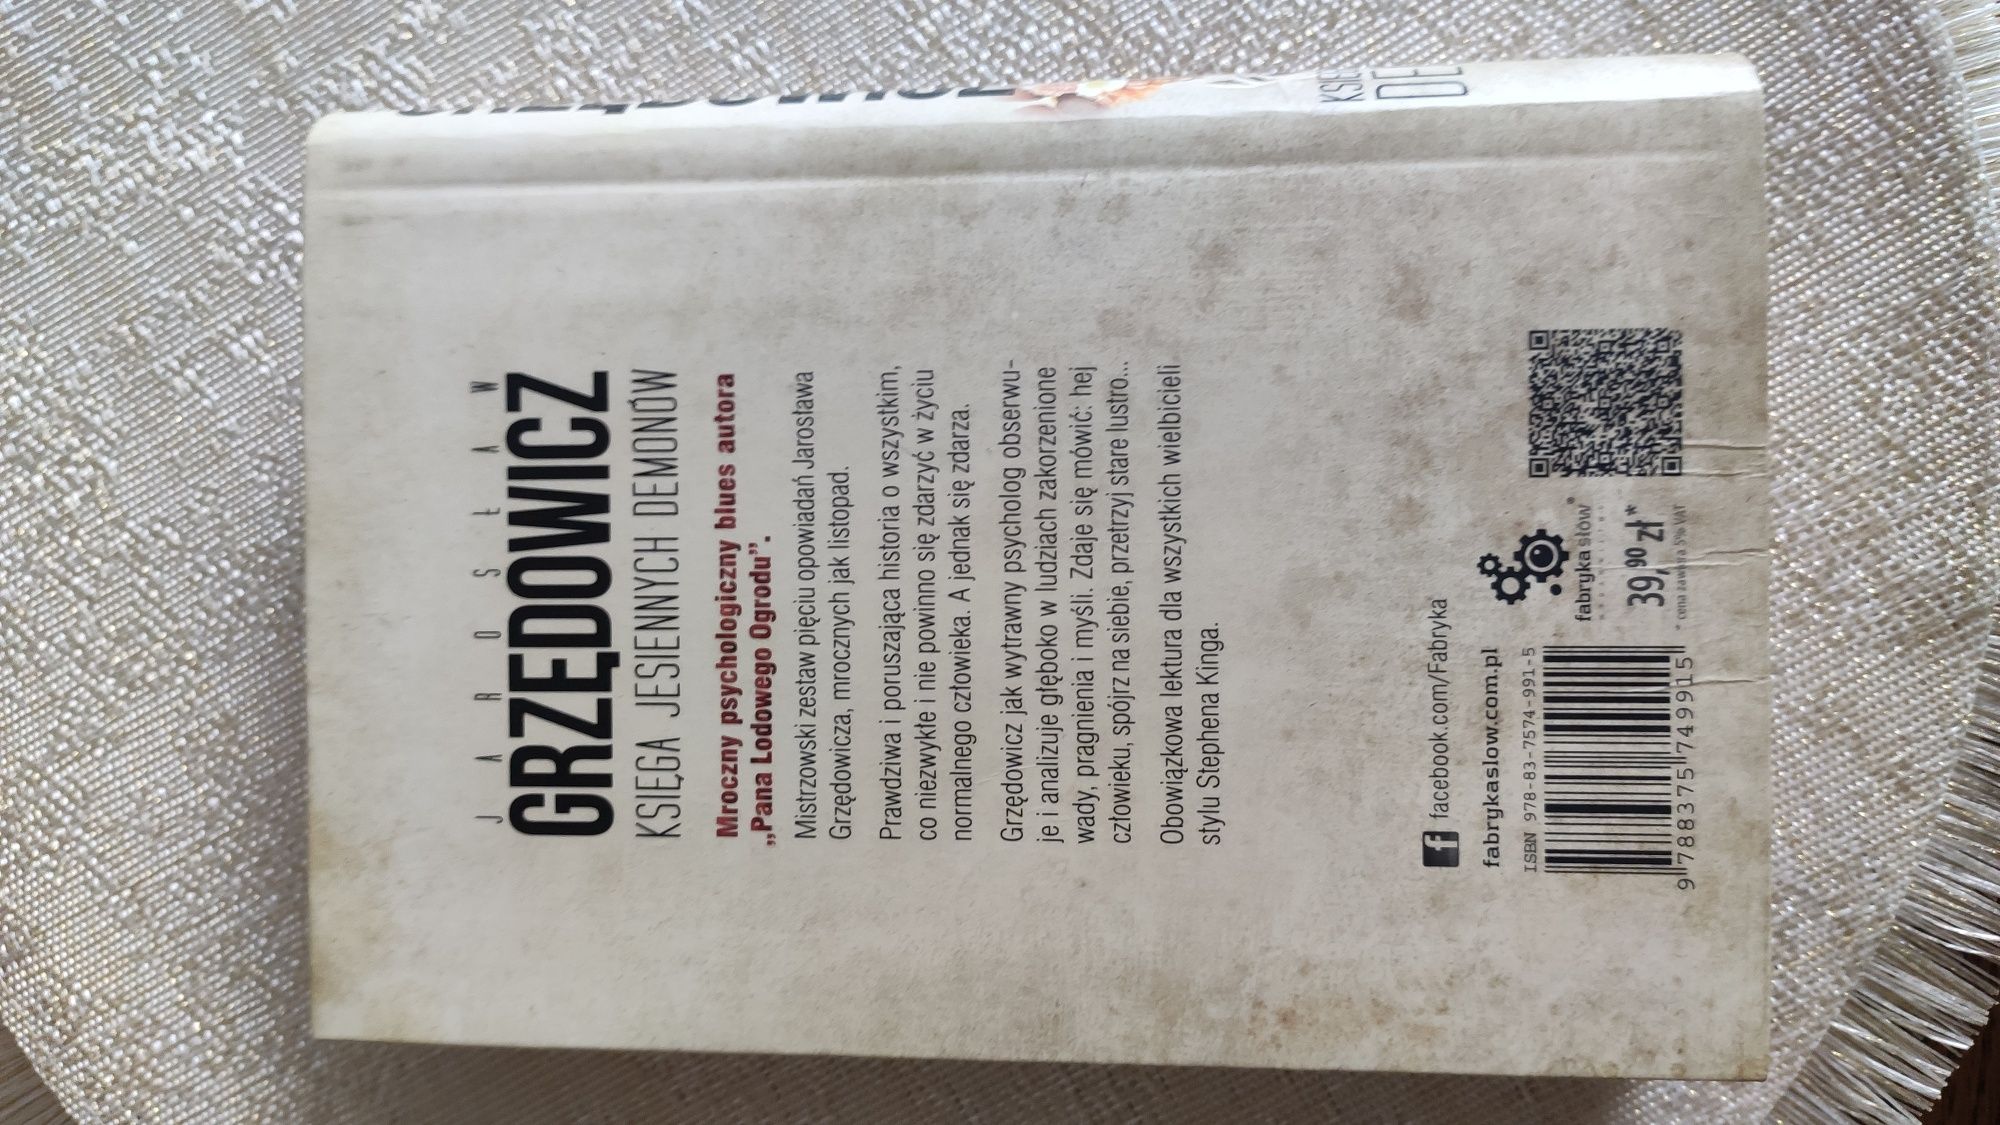 JAROSŁAW
GRZĘDOWICZ
KSIĘGA JESIENNYCH DEMONÓW
Mroczny psychologiczny blues autora
„Pana Lodowego Ogrodu”.
Mistrzowski zestaw pięciu opowiadań Jarosława
Grzędowicza, mrocznych jak listopad.
Prawdziwa i poruszająca historia o wszystkim,
co niezwykłe i nie powinno się zdarzyć w życiu
normalnego człowieka. A jednak się zdarza.
Grzędowicz jak wytrawny psycholog obserwu-
je i analizuje głęboko w ludziach zakorzenione
wady, pragnienia i myśli. Zdaje się mówić: hej
człowieku, spójrz na siebie, przetrzyj stare lustro...
Obowiązkowa lektura dla wszystkich wielbicieli
stylu Stephena Kinga.
f facebook.com/Fabryka
fabrykaslow.com.pl
ISBN 978-83-7574-991-5
9 788375 749915
fabryka słów®
39,90 zł*
* cena zawiera 5% VAT